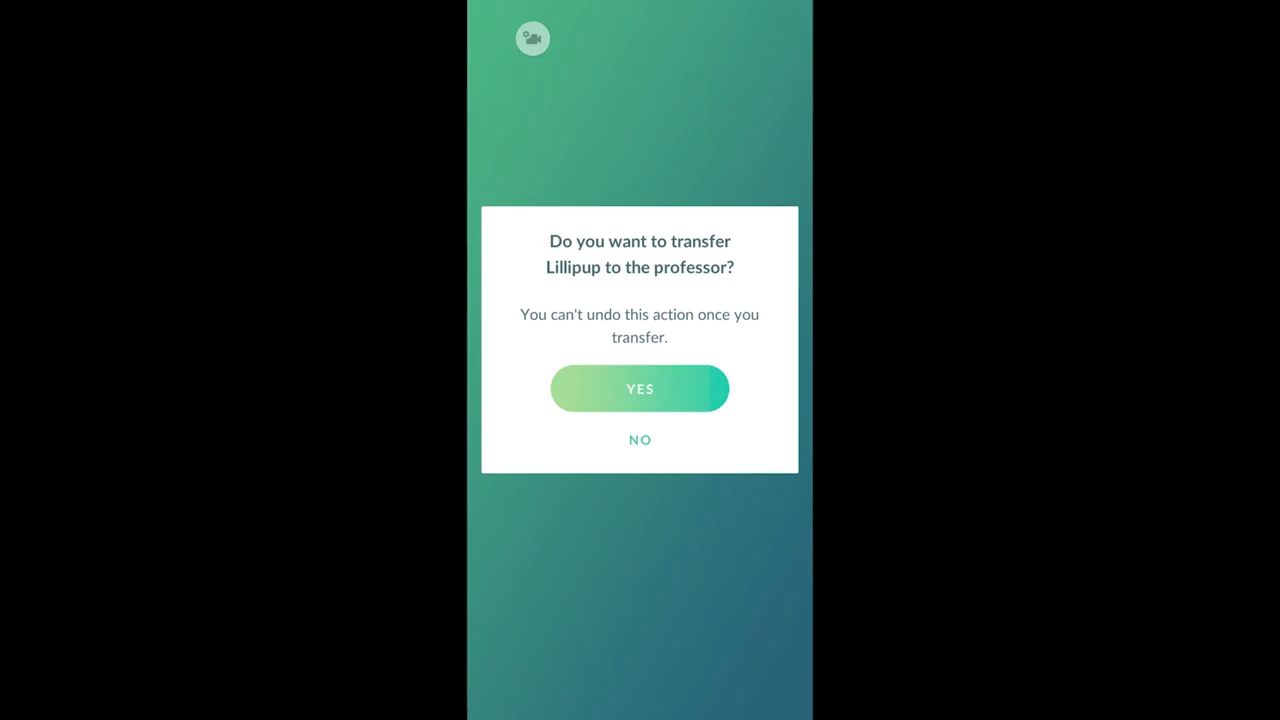 Do you want to transfer
Lillipup to the professor?
You can't undo this action once you
transfer.
YES
NO